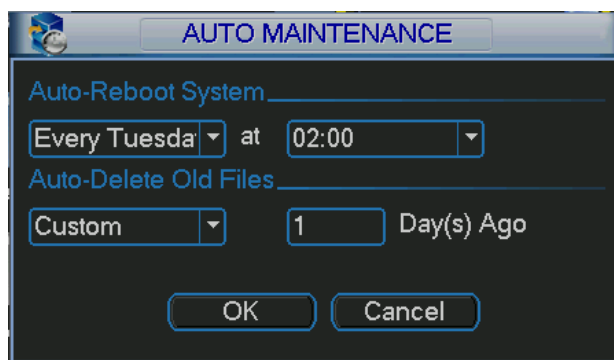 AUTO MAINTENANCE
Auto-Reboot System
Every Tuesda at 02:00
Auto-Delete Old Files
Custom 1 Day(s) Ago
OK Cancel